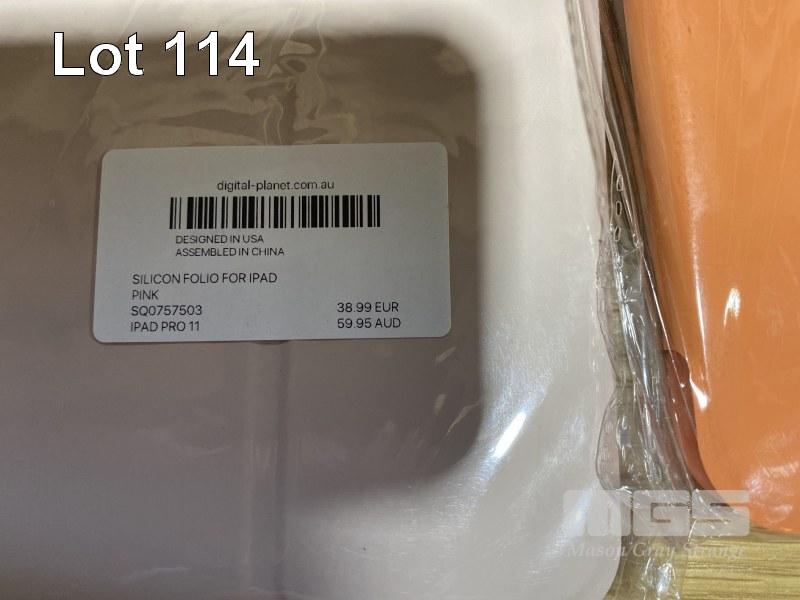 Lot 114
digital-planet.com.au
DESIGNED IN USA
ASSEMBLED IN CHINA
SILICON FOLIO FOR IPAD
PINK
SQ0757503 38.99 EUR
IPAD PRO 11 59.95 AUD
MGS
Mason Gray Strange